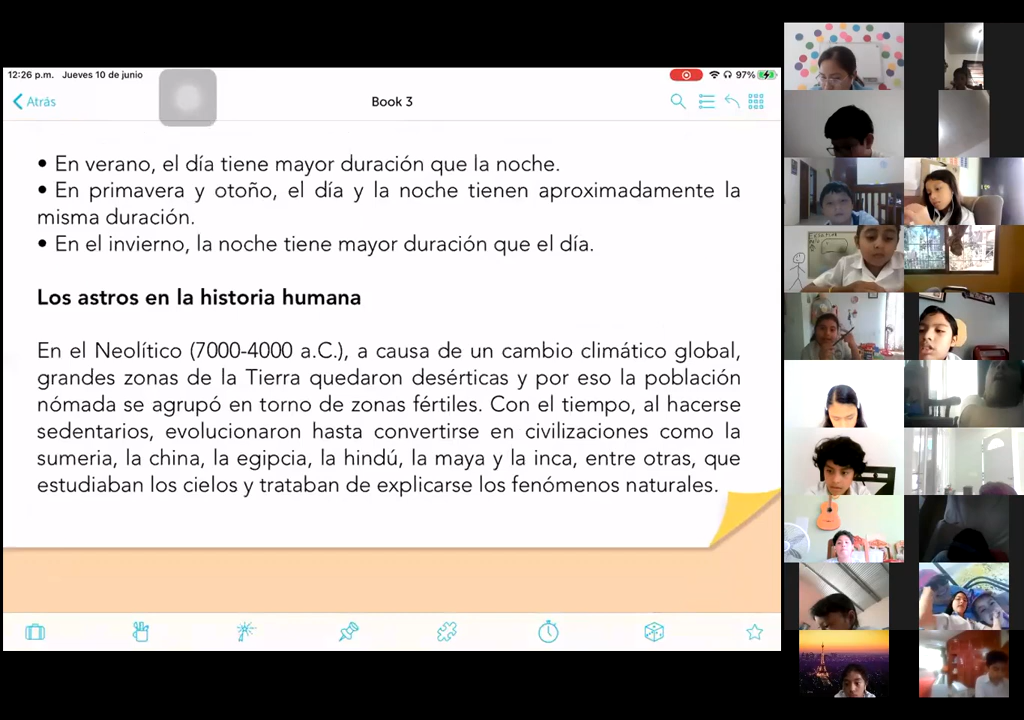 12:26 p.m. Jueves 10 de junio
97%
Atrás
Book 3
• En verano, el día tiene mayor duración que la noche.
• En primavera y otoño, el día y la noche tienen aproximadamente la
misma duración.
• En el invierno, la noche tiene mayor duración que el día.
Los astros en la historia humana
En el Neolítico (7000-4000 a.C.), a causa de un cambio climático global,
grandes zonas de la Tierra quedaron desérticas y por eso la población
nómada se agrupó en torno de zonas fértiles. Con el tiempo, al hacerse
sedentarios, evolucionaron hasta convertirse en civilizaciones como la
sumeria, la china, la egipcia, la hindú, la maya y la inca, entre otras, que
estudiaban los cielos y trataban de explicarse los fenómenos naturales.